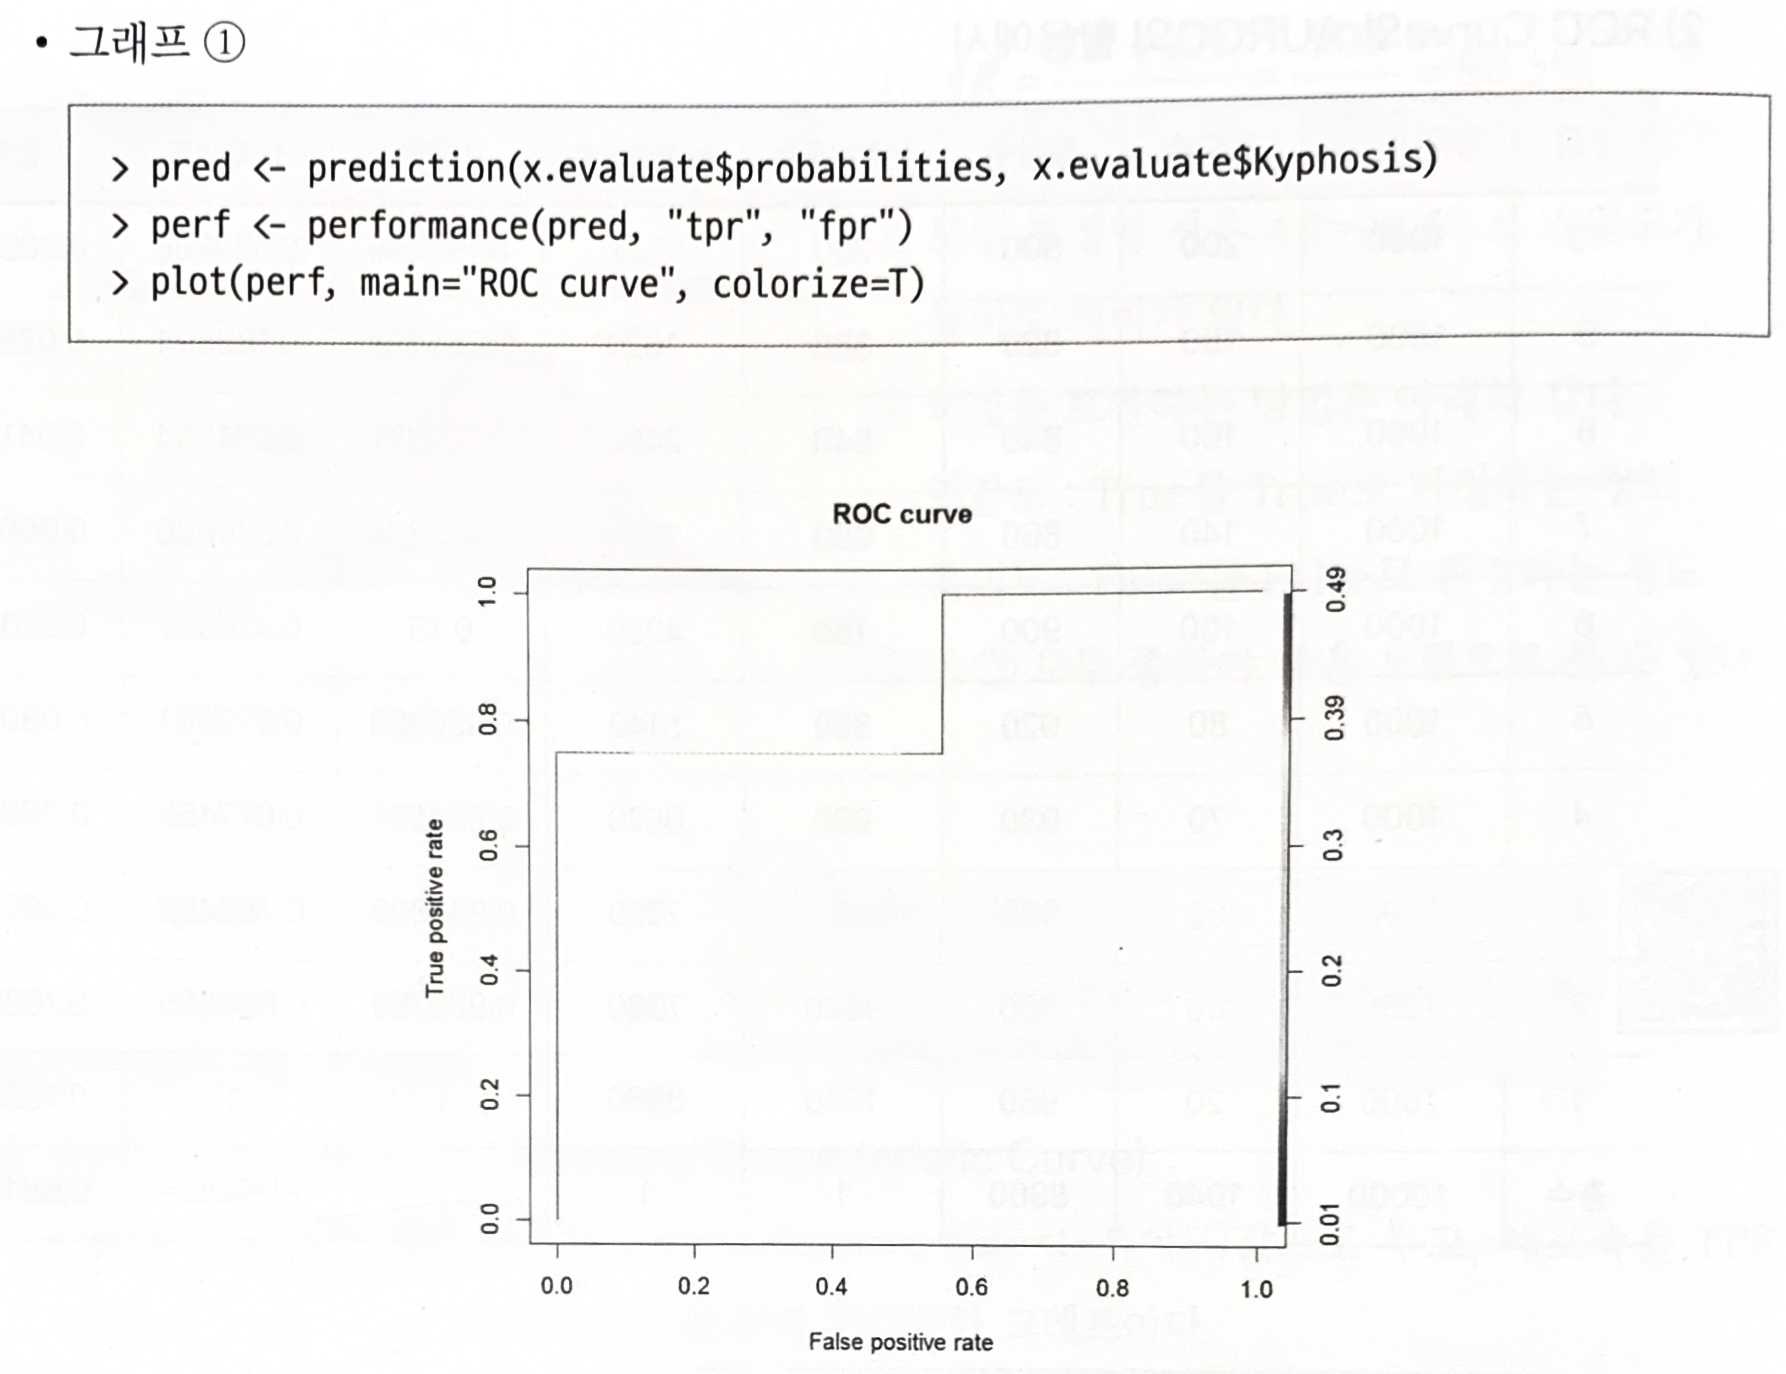 • 그래프 ①
> pred <- prediction(x.evaluate$probabilities, x.evaluate$Kyphosis)
> perf <- performance(pred, "tpr", "fpr")
> plot(perf, main="ROC curve", colorize=T)
ROC curve
True positive rate
1.0
0.8
0.6
0.4
0.2
0.0
0.49
0.39
0.3
0.2
0.11
0.01
0.0 0.2 0.4 0.6 0.8 1.0
False positive rate